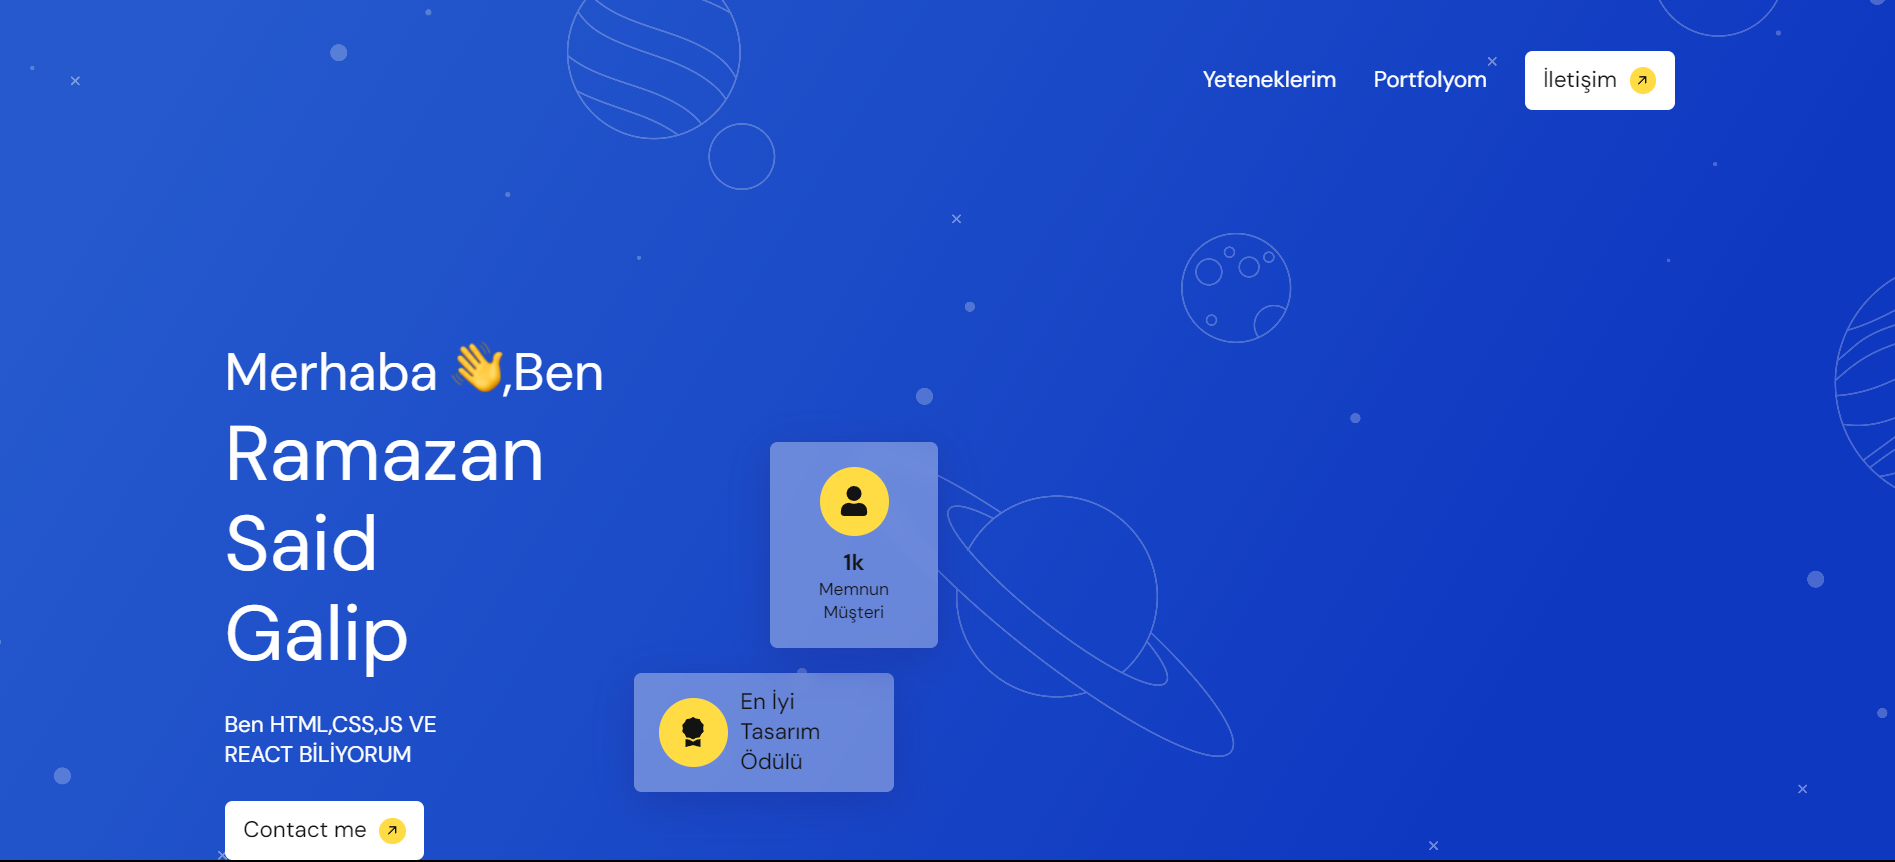 Yeteneklerim Portfolyom İletişim
Merhaba 👋,Ben
Ramazan
Said
Galip
1k
Memnun
Müşteri
En İyi
Tasarım
Ödülü
Ben HTML,CSS,JS VE
REACT BİLİYORUM
Contact me